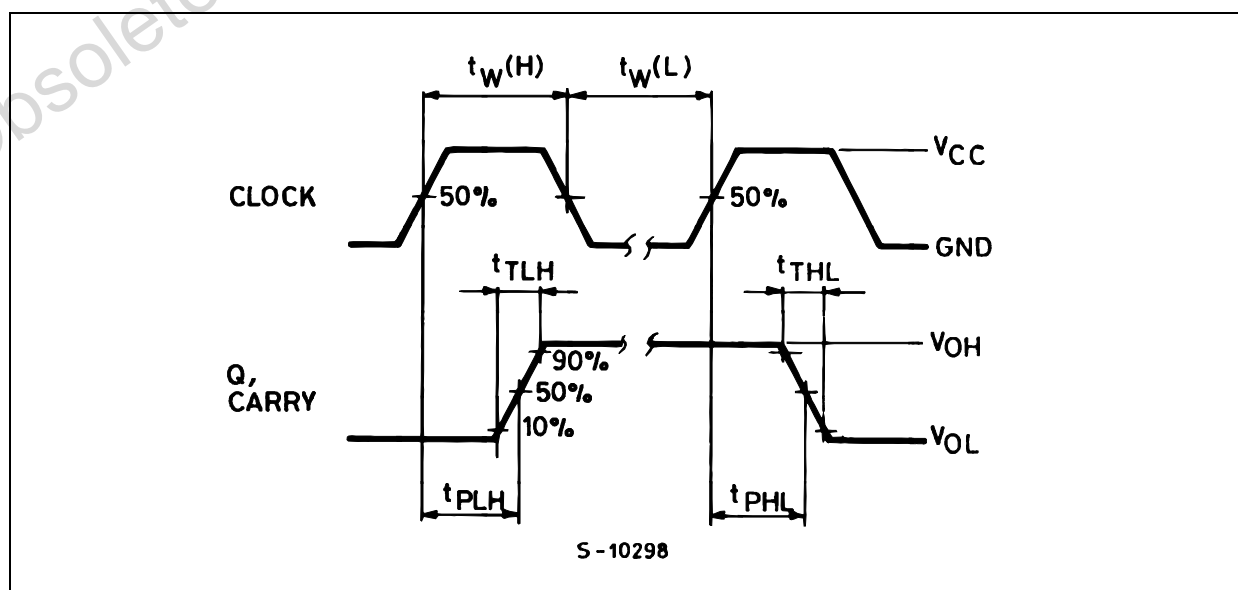 obsolete
tW(H) tW(L)
VCC
CLOCK 50% 50%
GND
tTLH tTHL
VOH
90%
Q,
50%
CARRY
10%
VOL
tPLH tPHL
S-10298